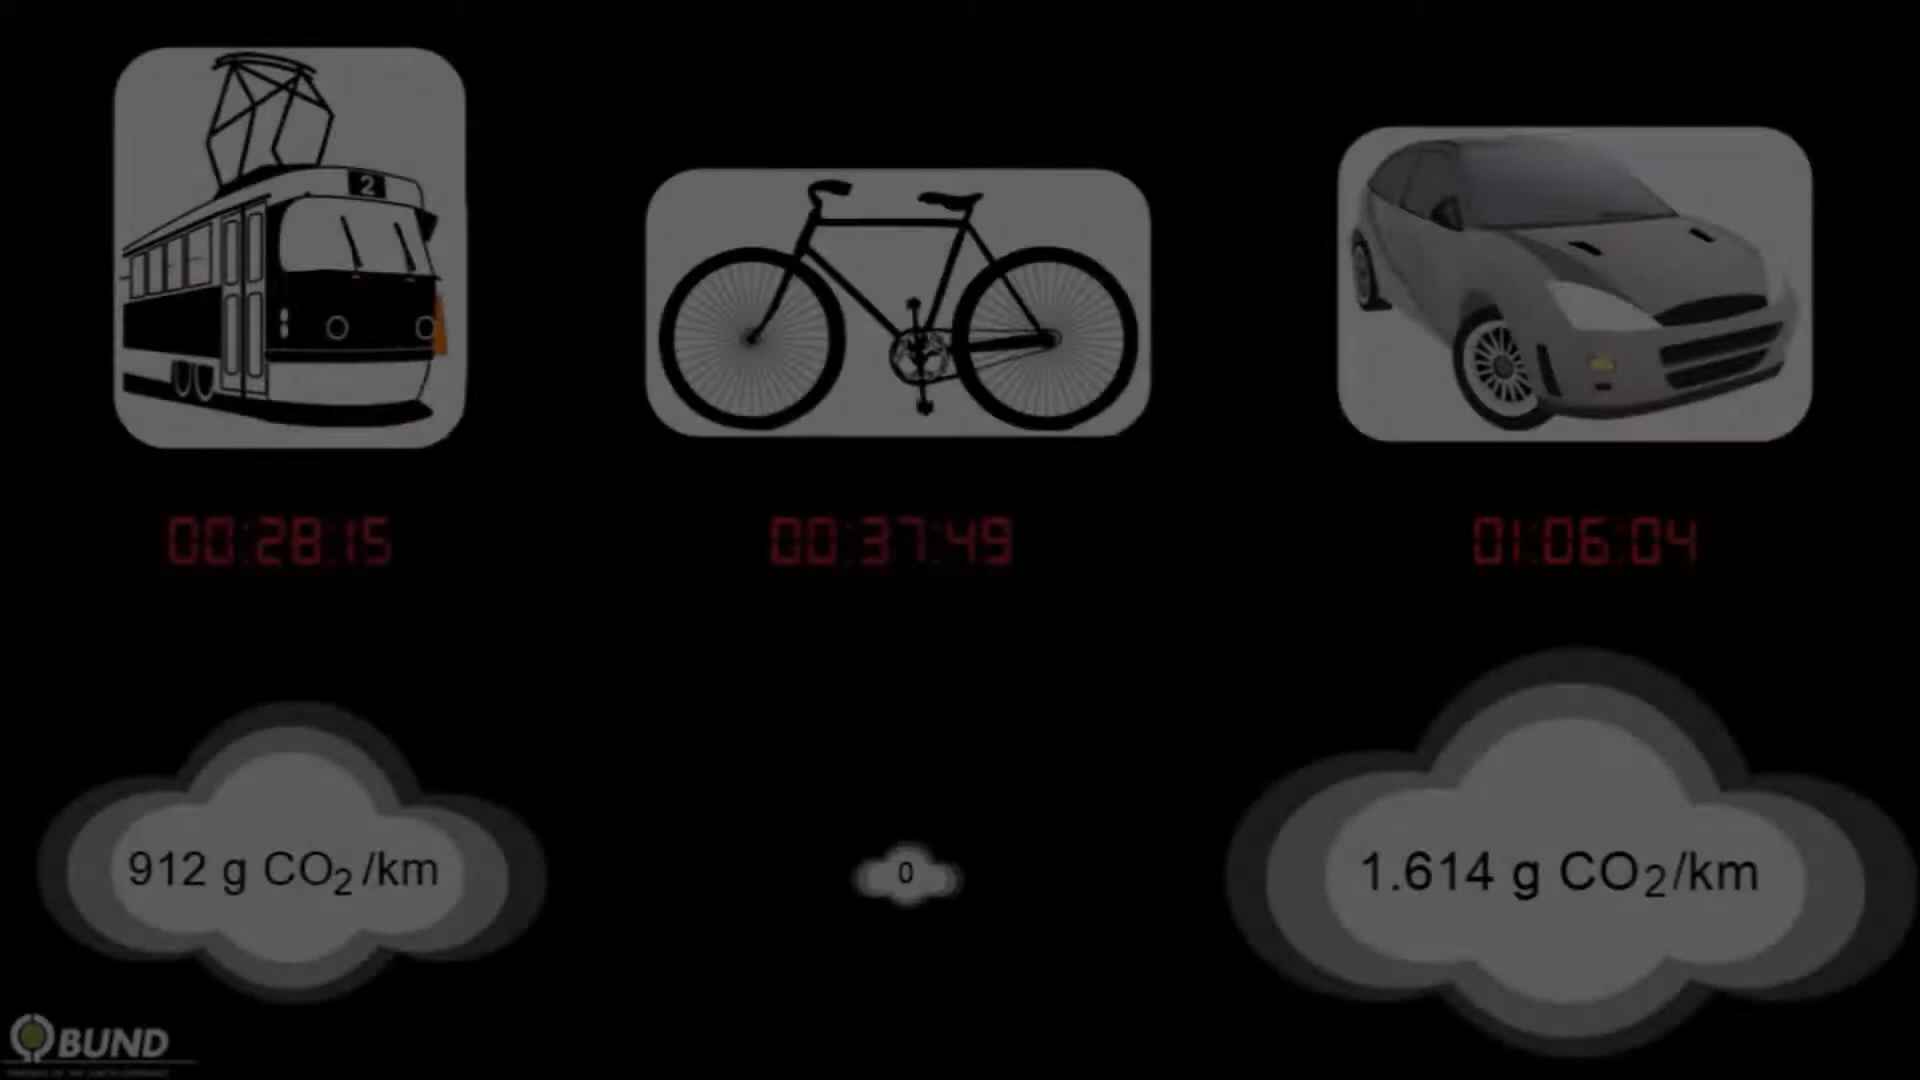 2
00:28:15
00:37:49
01:06:04
912 g CO₂/km
0
1.614 g CO₂/km
BUND